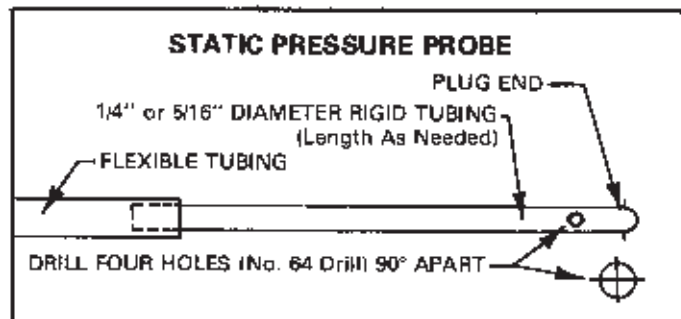 STATIC PRESSURE PROBE
PLUG END
1/4" or 5/16" DIAMETER RIGID TUBING
(Length As Needed)
FLEXIBLE TUBING
DRILL FOUR HOLES (No. 64 Drill) 90° APART